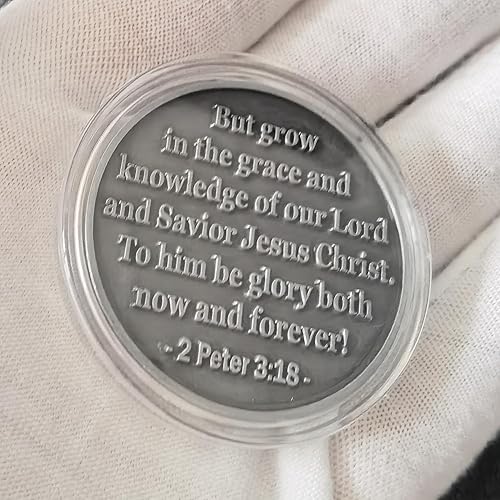 But grow
in the grace and
knowledge of our Lord
and Savior Jesus Christ.
To him be glory both
now and forever!
- 2 Peter 3:18 -